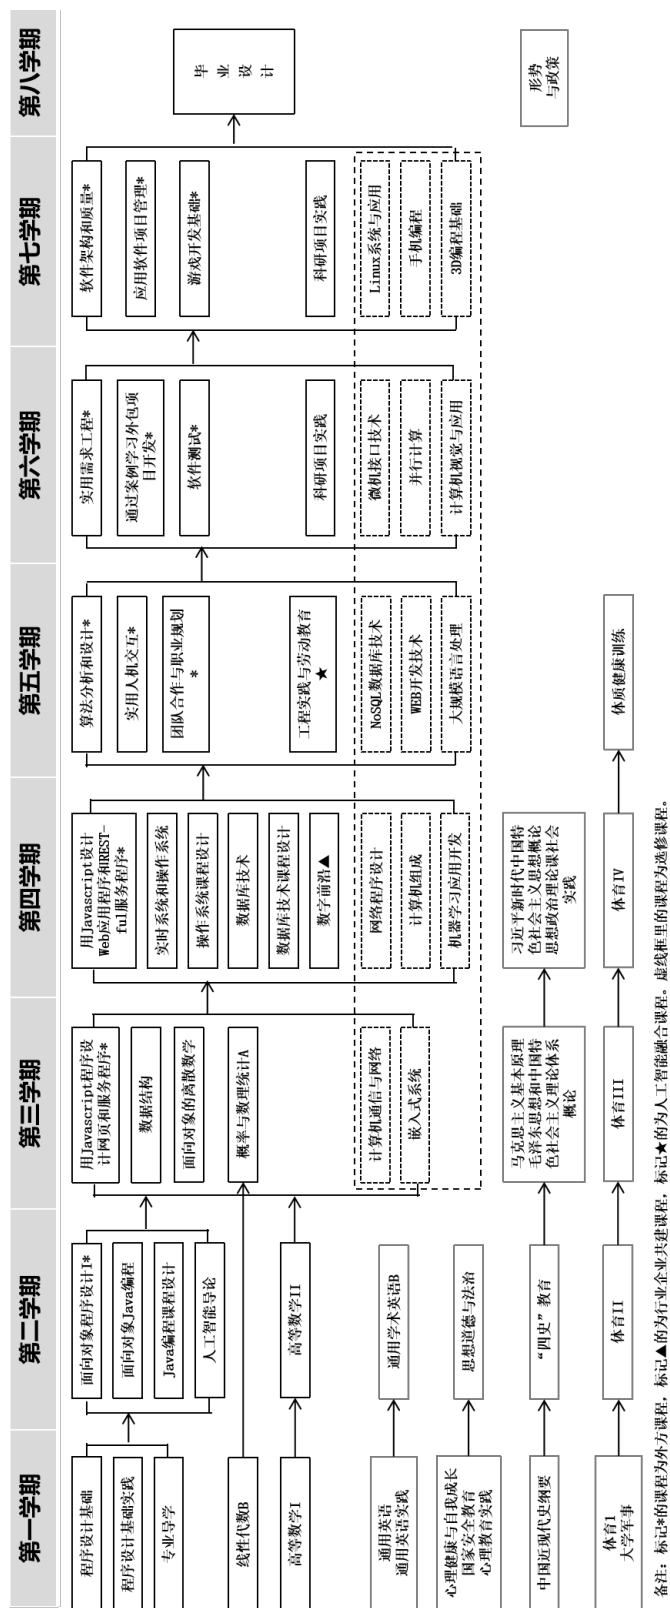 第一学期
程序设计基础
程序设计基础实践
专业导学
线性代数B
高等数学I
通用英语
通用英语实践
心理健康与自我成长
国家安全教育
心理教育实践
中国近现代史纲要
体育1
大学军事
第二学期
面向对象程序设计I*
面向对象Java编程
Java编程课程设计
人工智能导论
高等数学II
通用学术英语B
思想道德与法治
“四史”教育
体育II
第三学期
用Javascript程序设
计网页和服务程序*
数据结构
面向对象的离散数学
概率与数理统计A
计算机通信与网络
嵌入式系统
马克思主义基本原理
毛泽东思想和中国特
色社会主义理论体系
概论
体育III
第四学期
用Javascript设计
Web应用程序和REST-
ful服务程序*
实时系统和操作系统
操作系统课程设计
数据库技术
数据库技术课程设计
数字前沿▲
网络程序设计
计算机组成
机器学习应用开发
习近平新时代中国特
色社会主义思想概论
思想政治理论课社会
实践
体育IV
第五学期
算法分析和设计*
实用人机交互*
团队合作与职业规划
*
工程实践与劳动教育
★
NoSQL数据库技术
WEB开发技术
大规模语言处理
体质健康训练
第六学期
实用需求工程*
通过案例学习外包项
目开发*
软件测试*
科研项目实践
微机接口技术
并行计算
计算机视觉与应用
第七学期
软件架构和质量*
应用软件项目管理*
游戏开发基础*
科研项目实践
Linux系统与应用
手机编程
3D编程基础
第八学期
毕业设计
形势
与政策
备注：标记*的课程为外方课程，标记▲的为行业企业共建课程，标记★的为人工智能融合课程。虚线框里的课程为选修课程。